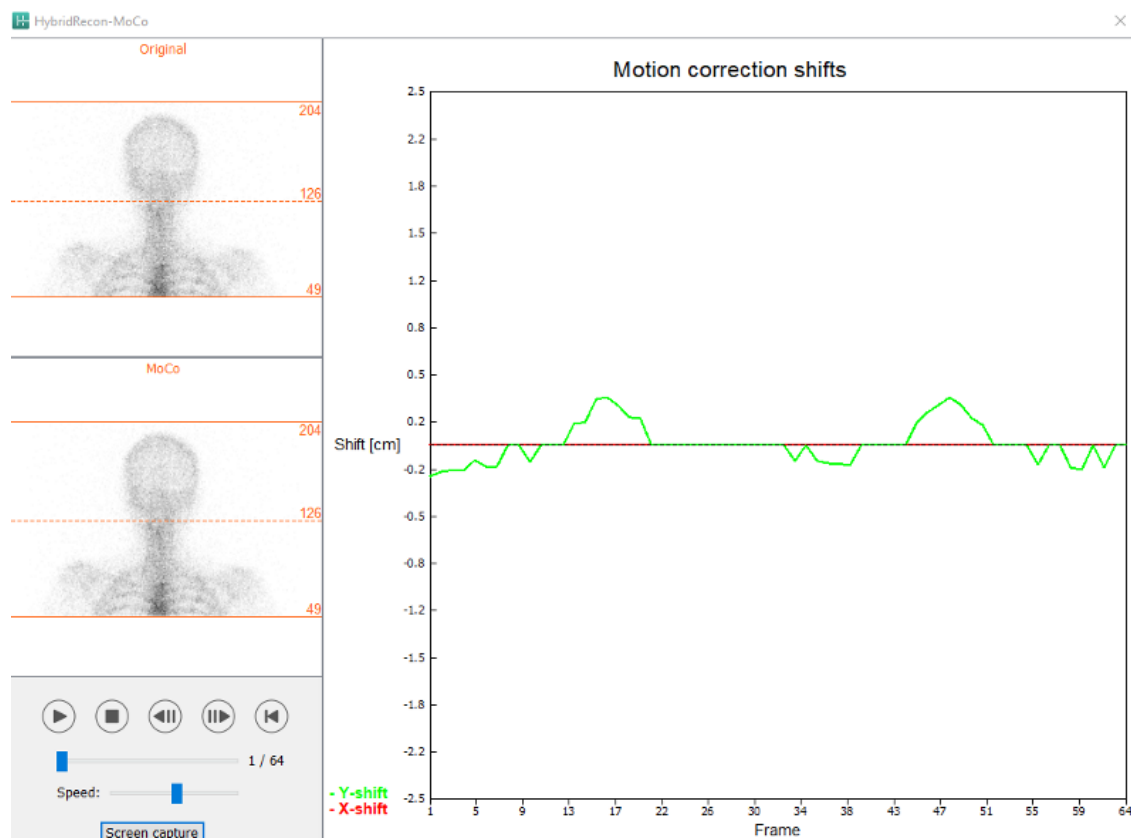 HybridRecon-MoCo
Original
204
126
49
MoCo
204
126
49
1 / 64
Speed:
Screen capture
Motion correction shifts
2.5
2.2
1.8
1.5
1.2
0.8
0.5
0.2
Shift [cm]
-0.2
-0.5
-0.8
-1.2
-1.5
-1.8
-2.2
-2.5
- Y-shift
- X-shift
1 5 9 13 17 22 26 30 34 39 43 47 51 55 59 64
Frame